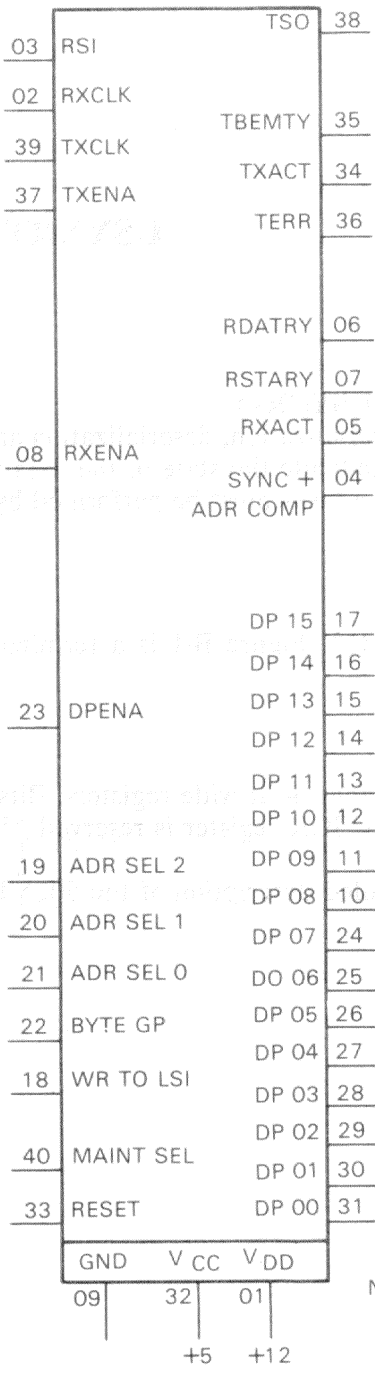 TSO 38
03 RSI
02 RXCLK
TBEMTY 35
39 TXCLK
TXACT 34
37 TXENA
TERR 36
RDATRY 06
RSTARY 07
RXACT 05
08 RXENA
SYNC + 04
ADR COMP
DP 15 17
DP 14 16
DP 13 15
23 DPENA
DP 12 14
DP 11 13
DP 10 12
DP 09 11
19 ADR SEL 2
DP 08 10
20 ADR SEL 1
DP 07 24
21 ADR SEL 0
DO 06 25
DP 05 26
22 BYTE GP
DP 04 27
18 WR TO LSI
DP 03 28
DP 02 29
40 MAINT SEL
DP 01 30
33 RESET
DP 00 31
GND VCC VDD
09 32 01
+5 +12